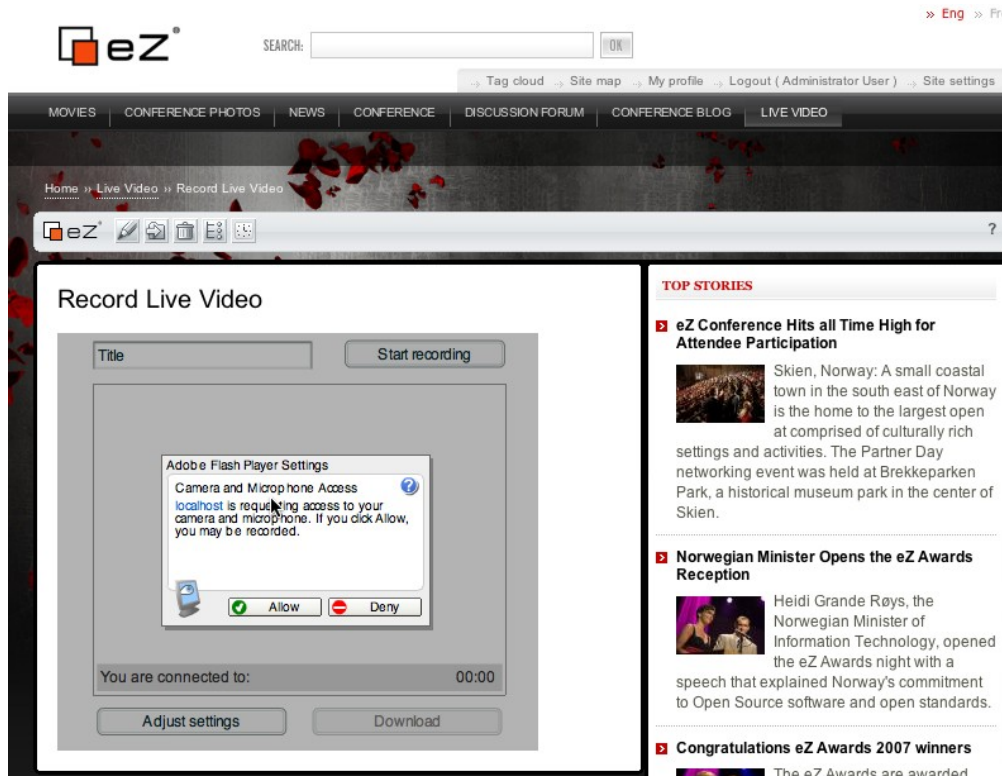 » Eng » Fr
eZ®
SEARCH: OK
Tag cloud Site map My profile Logout ( Administrator User ) Site settings
MOVIES CONFERENCE PHOTOS NEWS CONFERENCE DISCUSSION FORUM CONFERENCE BLOG LIVE VIDEO
Home » Live Video » Record Live Video
eZ ?
Record Live Video
Title Start recording
Adobe Flash Player Settings
Camera and Microphone Access
localhost is requesting access to your
camera and microphone. If you click Allow,
you may be recorded.
Allow Deny
You are connected to: 00:00
Adjust settings Download
TOP STORIES
eZ Conference Hits all Time High for
Attendee Participation
Skien, Norway: A small coastal
town in the south east of Norway
is the home to the largest open
at comprised of culturally rich
settings and activities. The Partner Day
networking event was held at Brekkeparken
Park, a historical museum park in the center of
Skien.
Norwegian Minister Opens the eZ Awards
Reception
Heidi Grande Røys, the
Norwegian Minister of
Information Technology, opened
the eZ Awards night with a
speech that explained Norway's commitment
to Open Source software and open standards.
Congratulations eZ Awards 2007 winners
The eZ Awards are awarded